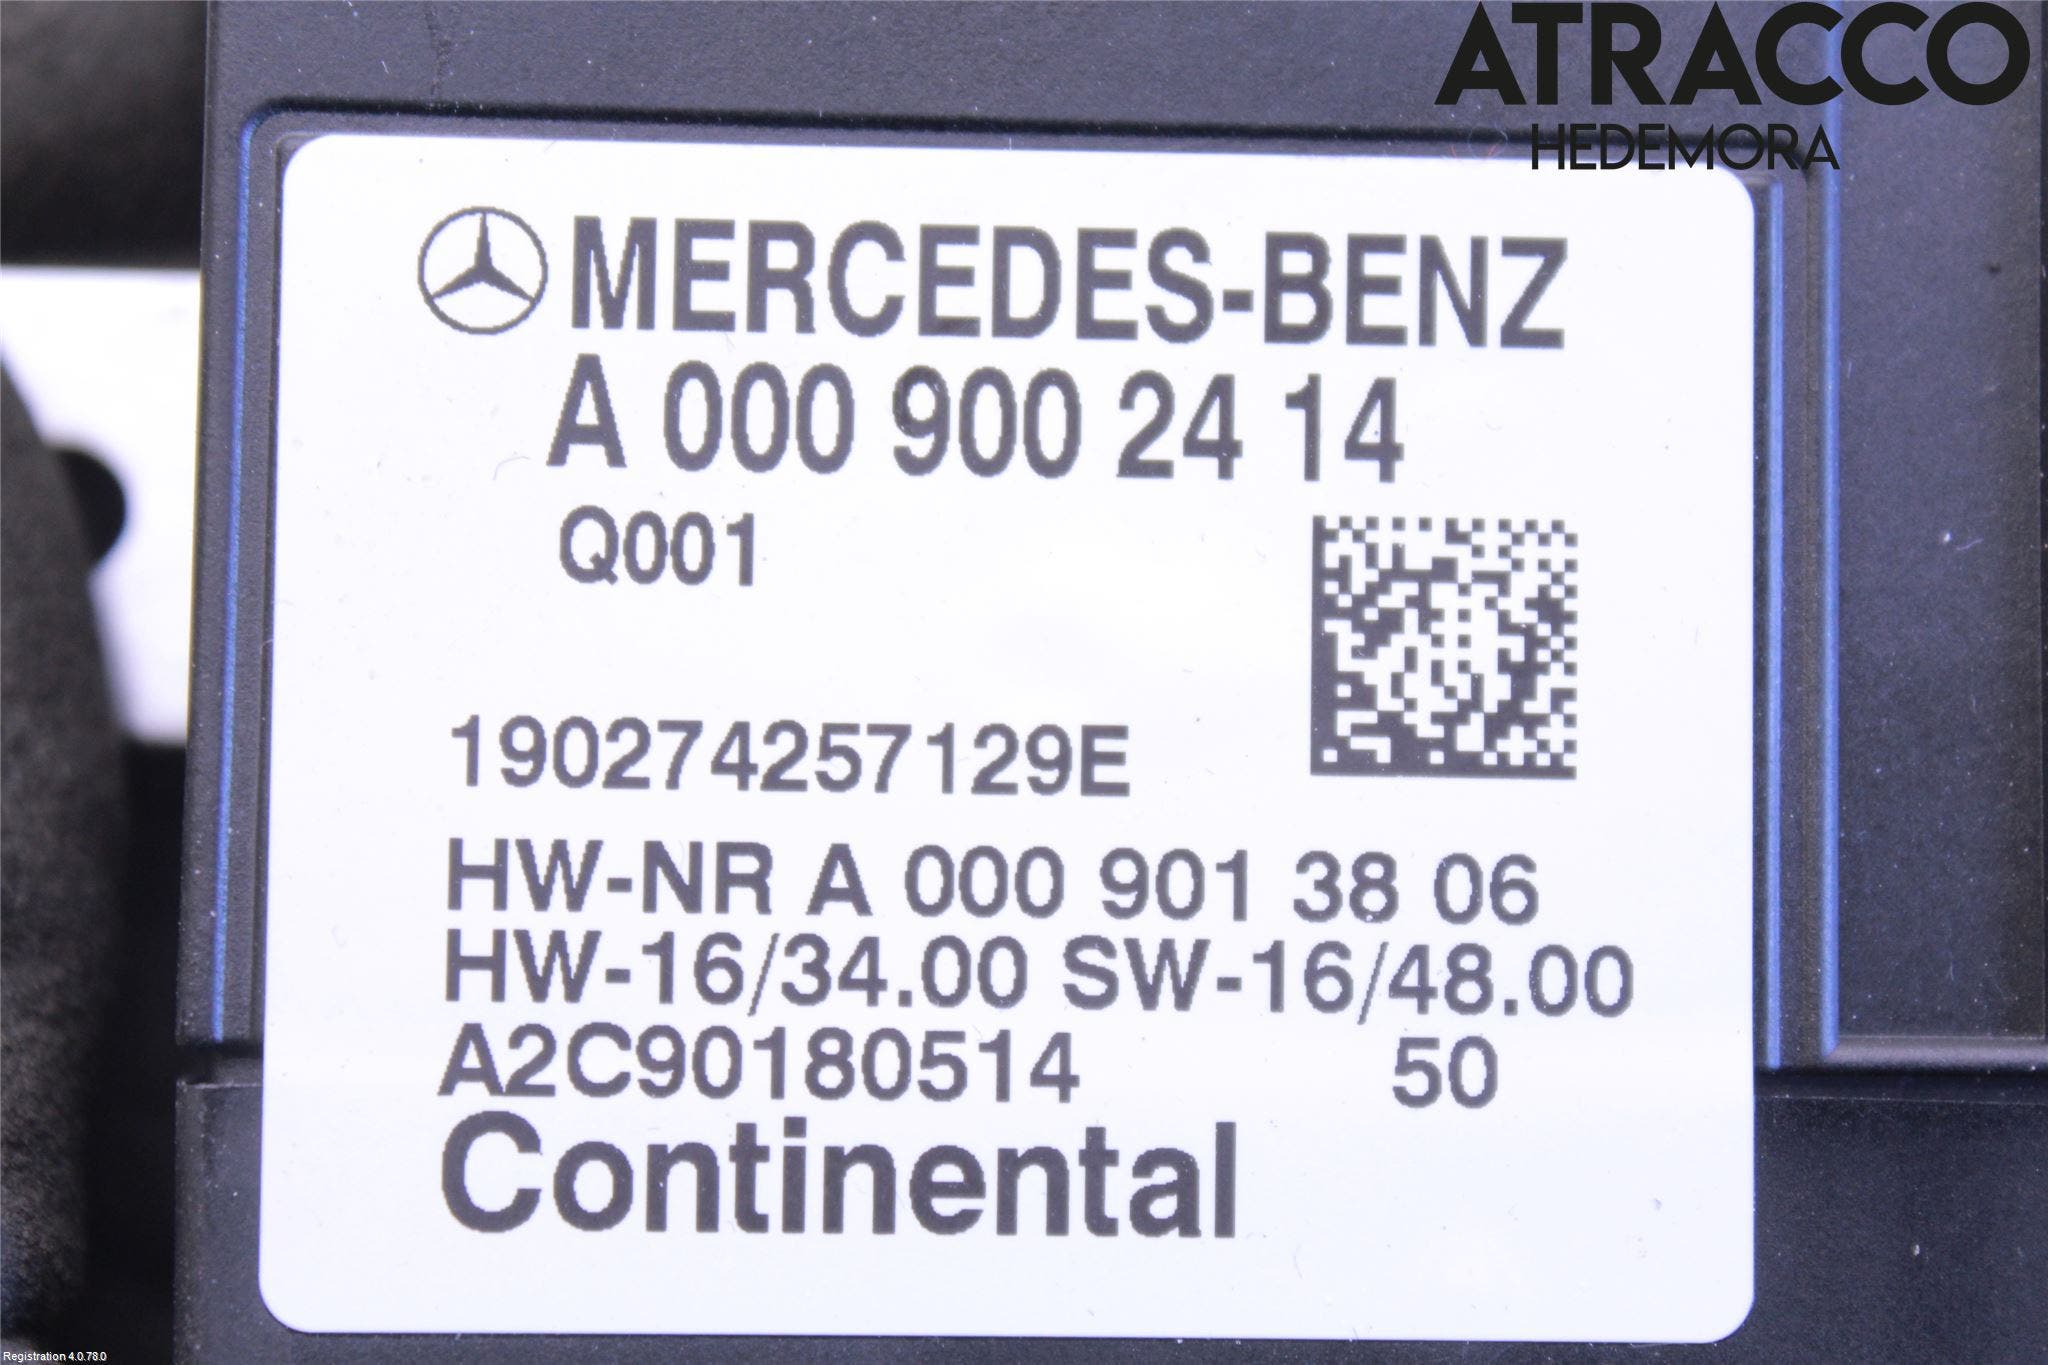 ATRACCO
HEDEMORA
MERCEDES-BENZ
A 000 900 24 14
Q001
190274257129E
HW-NR A 000 901 38 06
HW-16/34.00 SW-16/48.00
A2C90180514 50
Continental
Registration 4.0.78.0